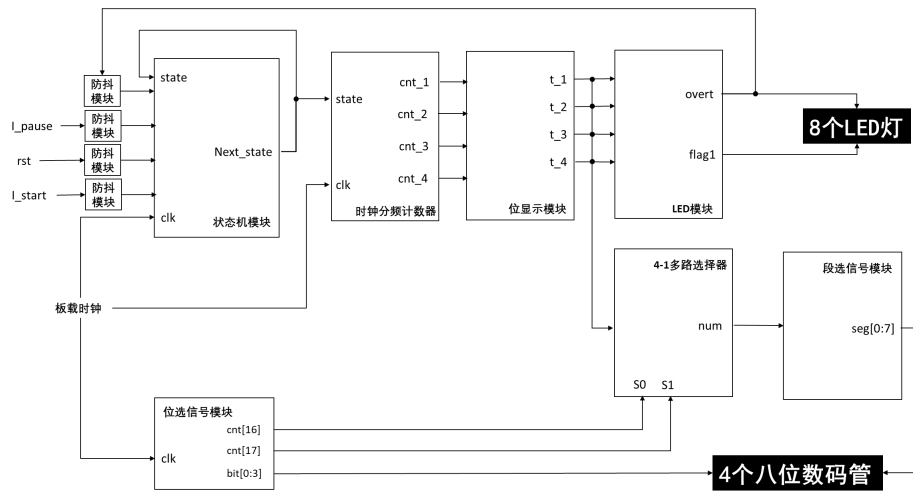 防抖
模块
state
防抖
模块
I_pause
防抖
模块
rst
防抖
模块
I_start
clk
Next_state
状态机模块
state
clk
cnt_1
cnt_2
cnt_3
cnt_4
时钟分频计数器
t_1
t_2
t_3
t_4
位显示模块
overt
flag1
LED模块
8个LED灯
板载时钟
4-1多路选择器
num
S0
S1
段选信号模块
seg[0:7]
位选信号模块
cnt[16]
cnt[17]
bit[0:3]
clk
4个八位数码管